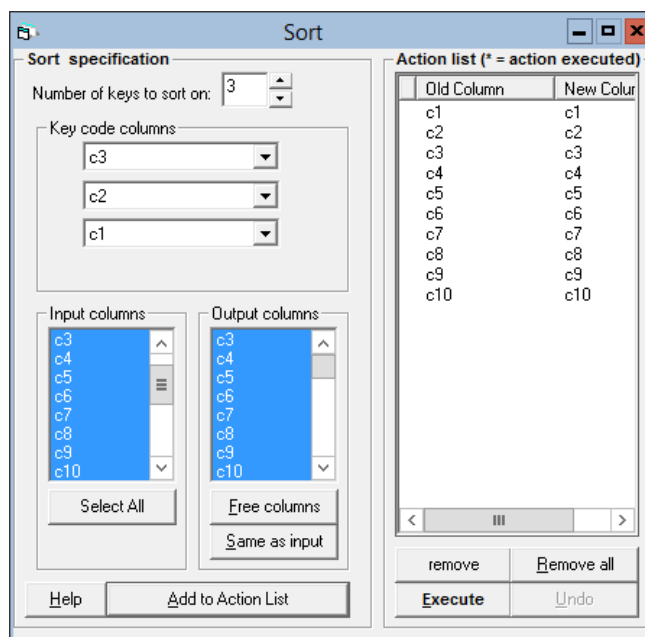 Sort
Sort specification
Number of keys to sort on: 3
Key code columns
c3
c2
c1
Input columns
c3
c4
c5
c6
c7
c8
c9
c10
Select All
Output columns
c3
c4
c5
c6
c7
c8
c9
c10
Free columns
Same as input
Help
Add to Action List
Action list (* = action executed)
Old Column New Colur
c1 c1
c2 c2
c3 c3
c4 c4
c5 c5
c6 c6
c7 c7
c8 c8
c9 c9
c10 c10
remove
Remove all
Execute
Undo